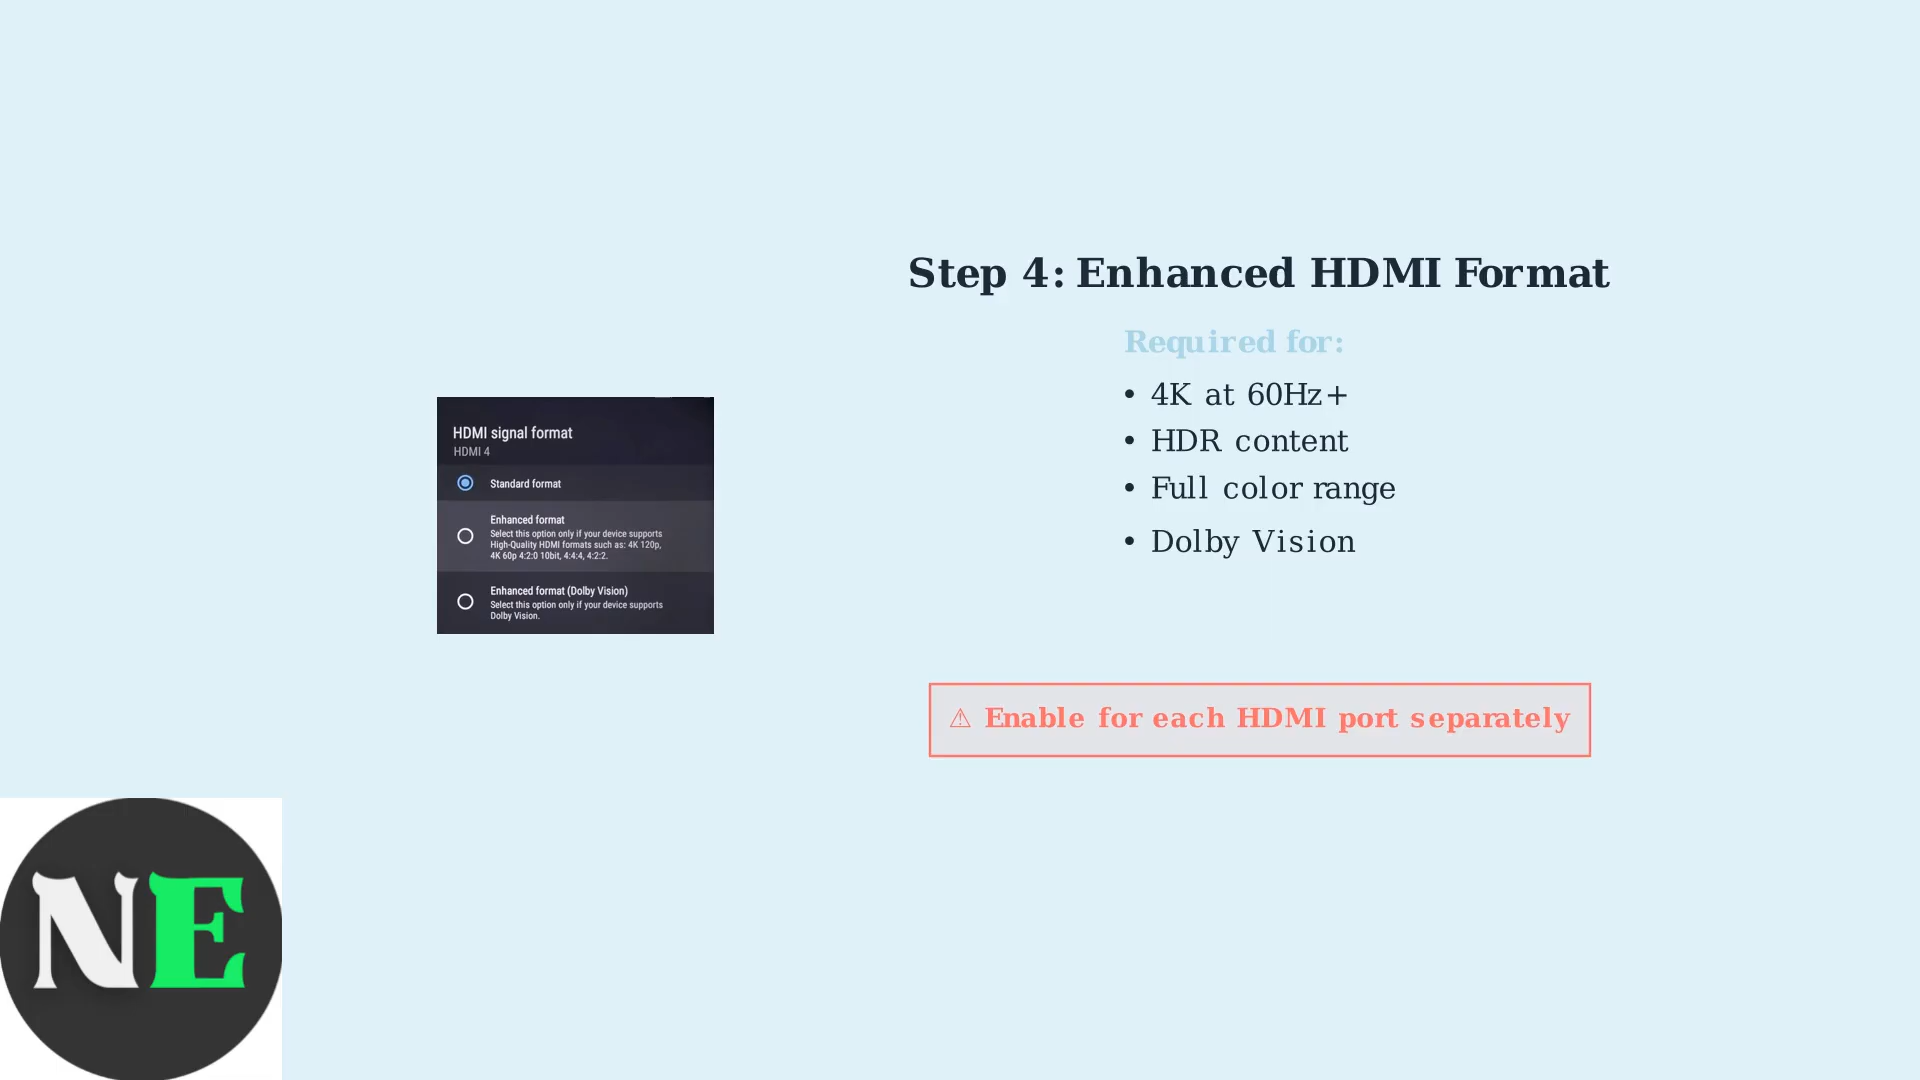 Step 4: Enhanced HDMI Format
Required for:
• 4K at 60Hz+
• HDR content
• Full color range
• Dolby Vision
HDMI signal format
HDMI 4
Standard format
Enhanced format
Select this option only if your device supports
High-Quality HDMI formats such as: 4K 120p,
4K 60p 4:2:0 10bit, 4:4:4, 4:2:2.
Enhanced format (Dolby Vision)
Select this option only if your device supports
Dolby Vision.
⚠ Enable for each HDMI port separately
NE